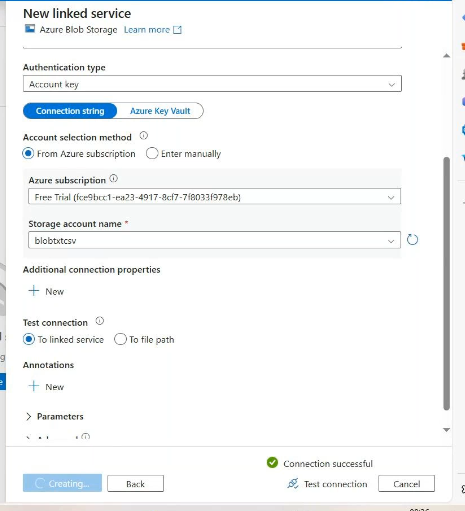 New linked service
Azure Blob Storage Learn more
Authentication type
Account key
Connection string Azure Key Vault
Account selection method
From Azure subscription Enter manually
Azure subscription
Free Trial (fce9bcc1-ea23-4917-8cf7-7f8033f978eb)
Storage account name *
blobtxtcsv
Additional connection properties
+ New
Test connection
To linked service To file path
Annotations
+ New
Parameters
Connection successful
Creating... Back Test connection Cancel